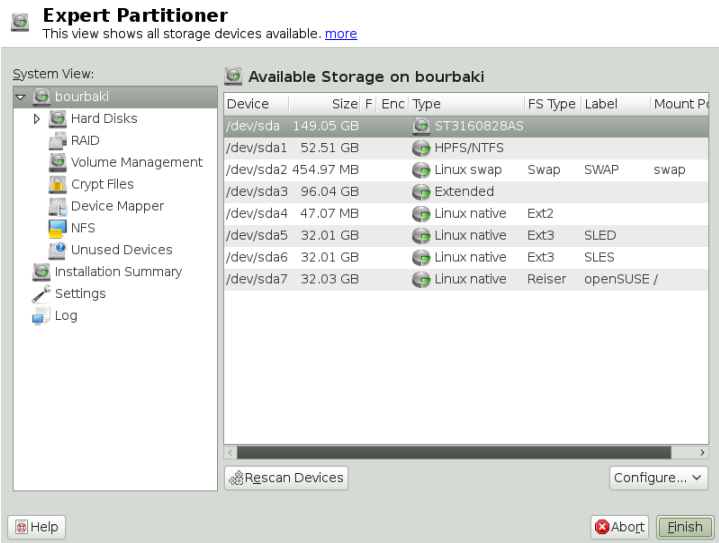 Expert Partitioner
This view shows all storage devices available. more
System View:
bourbaki
Hard Disks
RAID
Volume Management
Crypt Files
Device Mapper
NFS
Unused Devices
Installation Summary
Settings
Log
Available Storage on bourbaki
Device Size F Enc Type FS Type Label Mount Po
/dev/sda 149.05 GB ST3160828AS
/dev/sda1 52.51 GB HPFS/NTFS
/dev/sda2 454.97 MB Linux swap Swap SWAP swap
/dev/sda3 96.04 GB Extended
/dev/sda4 47.07 MB Linux native Ext2
/dev/sda5 32.01 GB Linux native Ext3 SLED
/dev/sda6 32.01 GB Linux native Ext3 SLES
/dev/sda7 32.03 GB Linux native Reiser openSUSE /
Rescan Devices
Configure...
Help
Abort
Finish